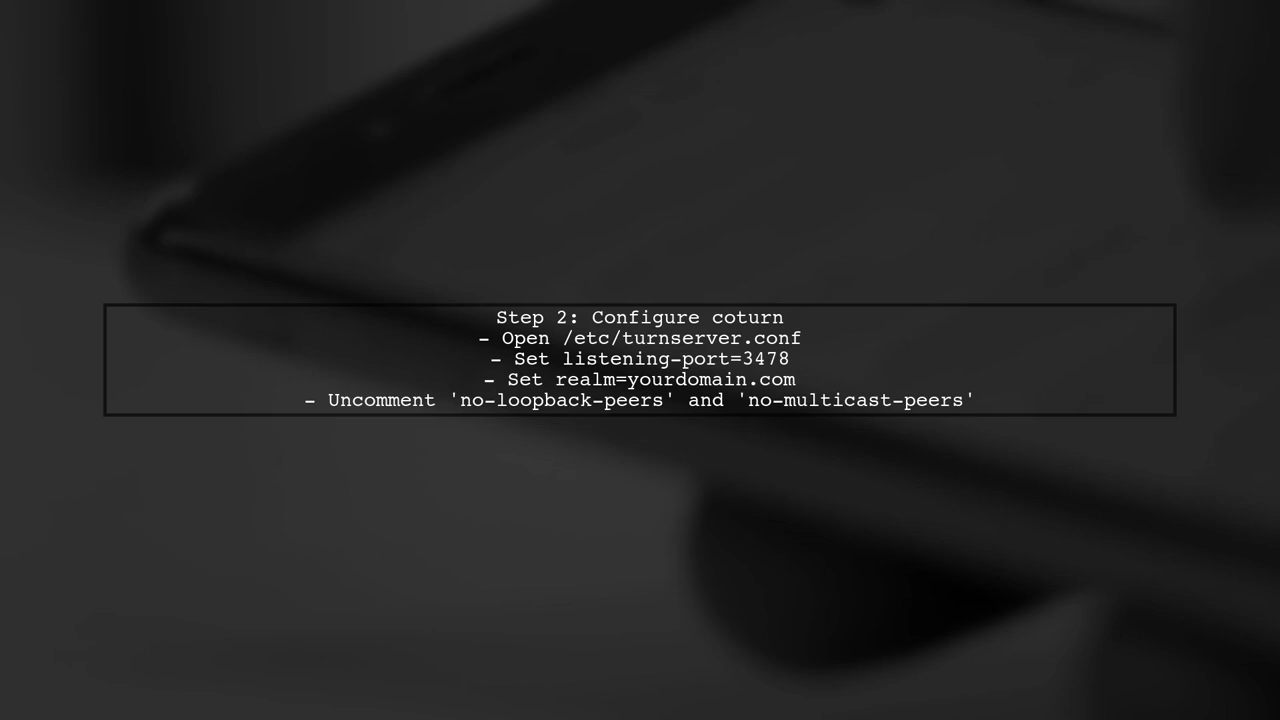 Step 2: Configure coturn
- Open /etc/turnserver.conf
- Set listening-port=3478
- Set realm=yourdomain.com
- Uncomment 'no-loopback-peers' and 'no-multicast-peers'